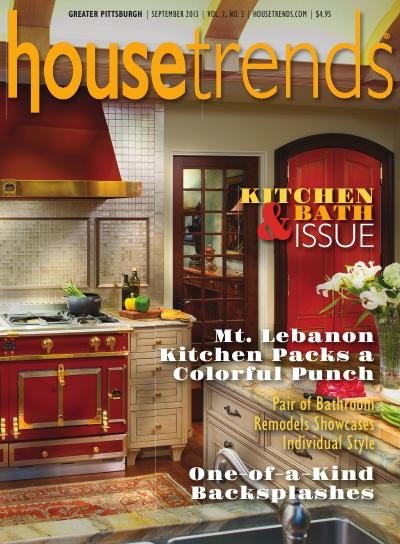 GREATER PITTSBURGH | SEPTEMBER 2013 | VOL. 7, NO. 3 | HOUSETRENDS.COM | $4.95
housetrends®
KITCHEN
& BATH
ISSUE
Mt. Lebanon
Kitchen Packs a
Colorful Punch
Pair of Bathroom
Remodels Showcases
Individual Style
One-of-a-Kind
Backsplashes